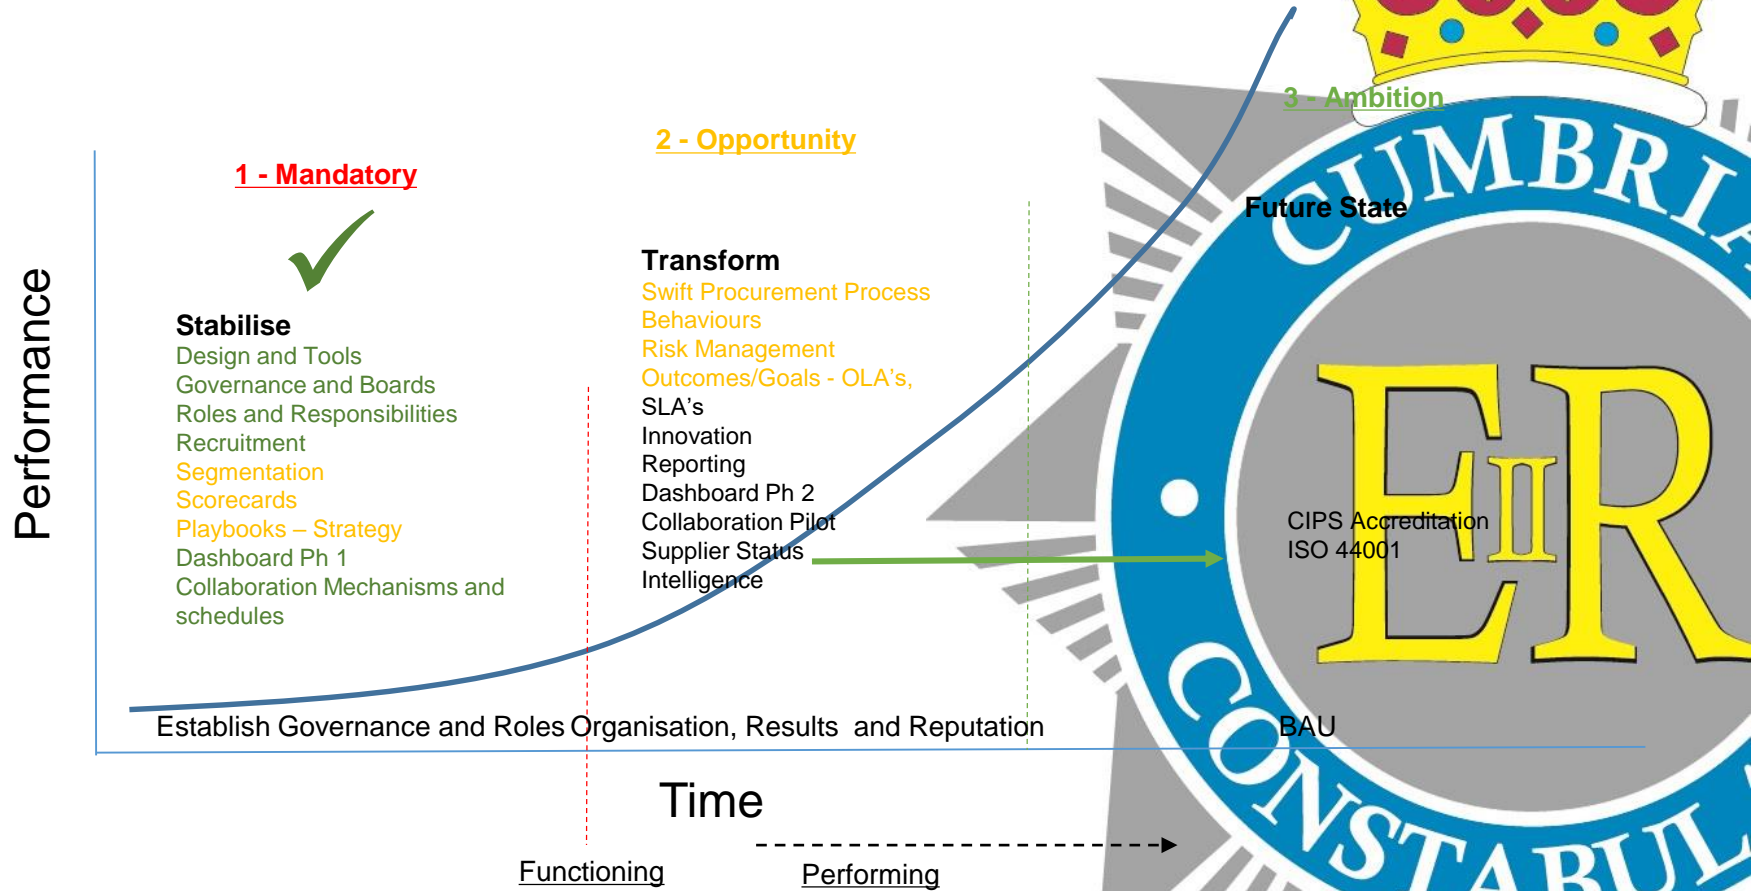 1 - Mandatory
2 - Opportunity
3 - Ambition
Performance
Stabilise
Design and Tools
Governance and Boards
Roles and Responsibilities
Recruitment
Segmentation
Scorecards
Playbooks – Strategy
Dashboard Ph 1
Collaboration Mechanisms and
schedules
Transform
Swift Procurement Process
Behaviours
Risk Management
Outcomes/Goals - OLA's,
SLA's
Innovation
Reporting
Dashboard Ph 2
Collaboration Pilot
Supplier Status
Intelligence
Future State
CIPS Accreditation
ISO 44001
Establish Governance and Roles
Organisation, Results and Reputation
BAU
Time
Functioning
Performing
CUMBRIA
EIIR
CONSTABUL